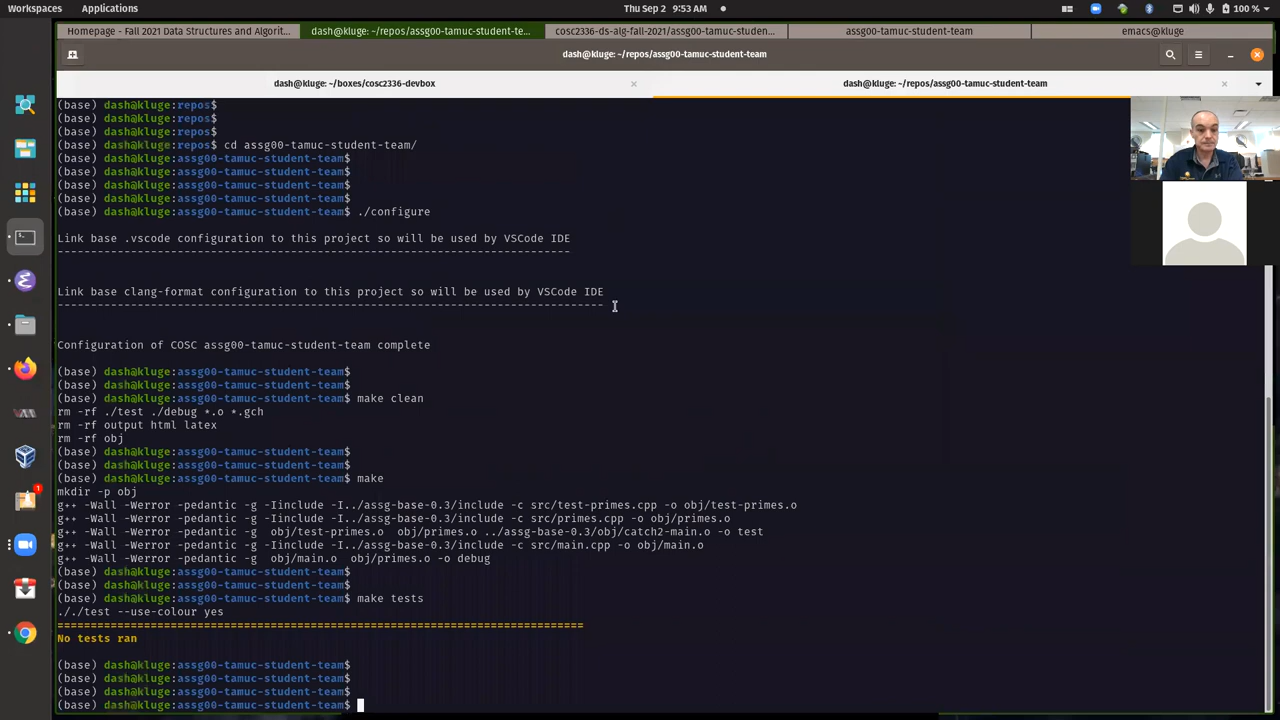 Workspaces Applications Thu Sep 2 9:53 AM 100 %
Homepage - Fall 2021 Data Structures and Algorit... dash@kluge: ~/repos/assg00-tamuc-student-te... cosc2336-ds-alg-fall-2021/assg00-tamuc-studen... assg00-tamuc-student-team emacs@kluge
dash@kluge: ~/repos/assg00-tamuc-student-team
dash@kluge: ~/boxes/cosc2336-devbox dash@kluge: ~/repos/assg00-tamuc-student-team
(base) dash@kluge:repos$
(base) dash@kluge:repos$
(base) dash@kluge:repos$
(base) dash@kluge:repos$ cd assg00-tamuc-student-team/
(base) dash@kluge:assg00-tamuc-student-team$
(base) dash@kluge:assg00-tamuc-student-team$
(base) dash@kluge:assg00-tamuc-student-team$
(base) dash@kluge:assg00-tamuc-student-team$
(base) dash@kluge:assg00-tamuc-student-team$ ./configure
Link base .vscode configuration to this project so will be used by VSCode IDE
------------------------------------------------------------------------------
Link base clang-format configuration to this project so will be used by VSCode IDE
----------------------------------------------------------------------------------
Configuration of COSC assg00-tamuc-student-team complete
(base) dash@kluge:assg00-tamuc-student-team$
(base) dash@kluge:assg00-tamuc-student-team$
(base) dash@kluge:assg00-tamuc-student-team$ make clean
rm -rf ./test ./debug *.o *.gch
rm -rf output html latex
rm -rf obj
(base) dash@kluge:assg00-tamuc-student-team$
(base) dash@kluge:assg00-tamuc-student-team$
(base) dash@kluge:assg00-tamuc-student-team$ make
mkdir -p obj
g++ -Wall -Werror -pedantic -g -Iinclude -I../assg-base-0.3/include -c src/test-primes.cpp -o obj/test-primes.o
g++ -Wall -Werror -pedantic -g -Iinclude -I../assg-base-0.3/include -c src/primes.cpp -o obj/primes.o
g++ -Wall -Werror -pedantic -g  obj/test-primes.o  obj/primes.o ../assg-base-0.3/obj/catch2-main.o -o test
g++ -Wall -Werror -pedantic -g -Iinclude -I../assg-base-0.3/include -c src/main.cpp -o obj/main.o
g++ -Wall -Werror -pedantic -g  obj/main.o  obj/primes.o -o debug
(base) dash@kluge:assg00-tamuc-student-team$
(base) dash@kluge:assg00-tamuc-student-team$
(base) dash@kluge:assg00-tamuc-student-team$ make tests
././test --use-colour yes
===============================================================================
No tests ran
(base) dash@kluge:assg00-tamuc-student-team$
(base) dash@kluge:assg00-tamuc-student-team$
(base) dash@kluge:assg00-tamuc-student-team$
(base) dash@kluge:assg00-tamuc-student-team$